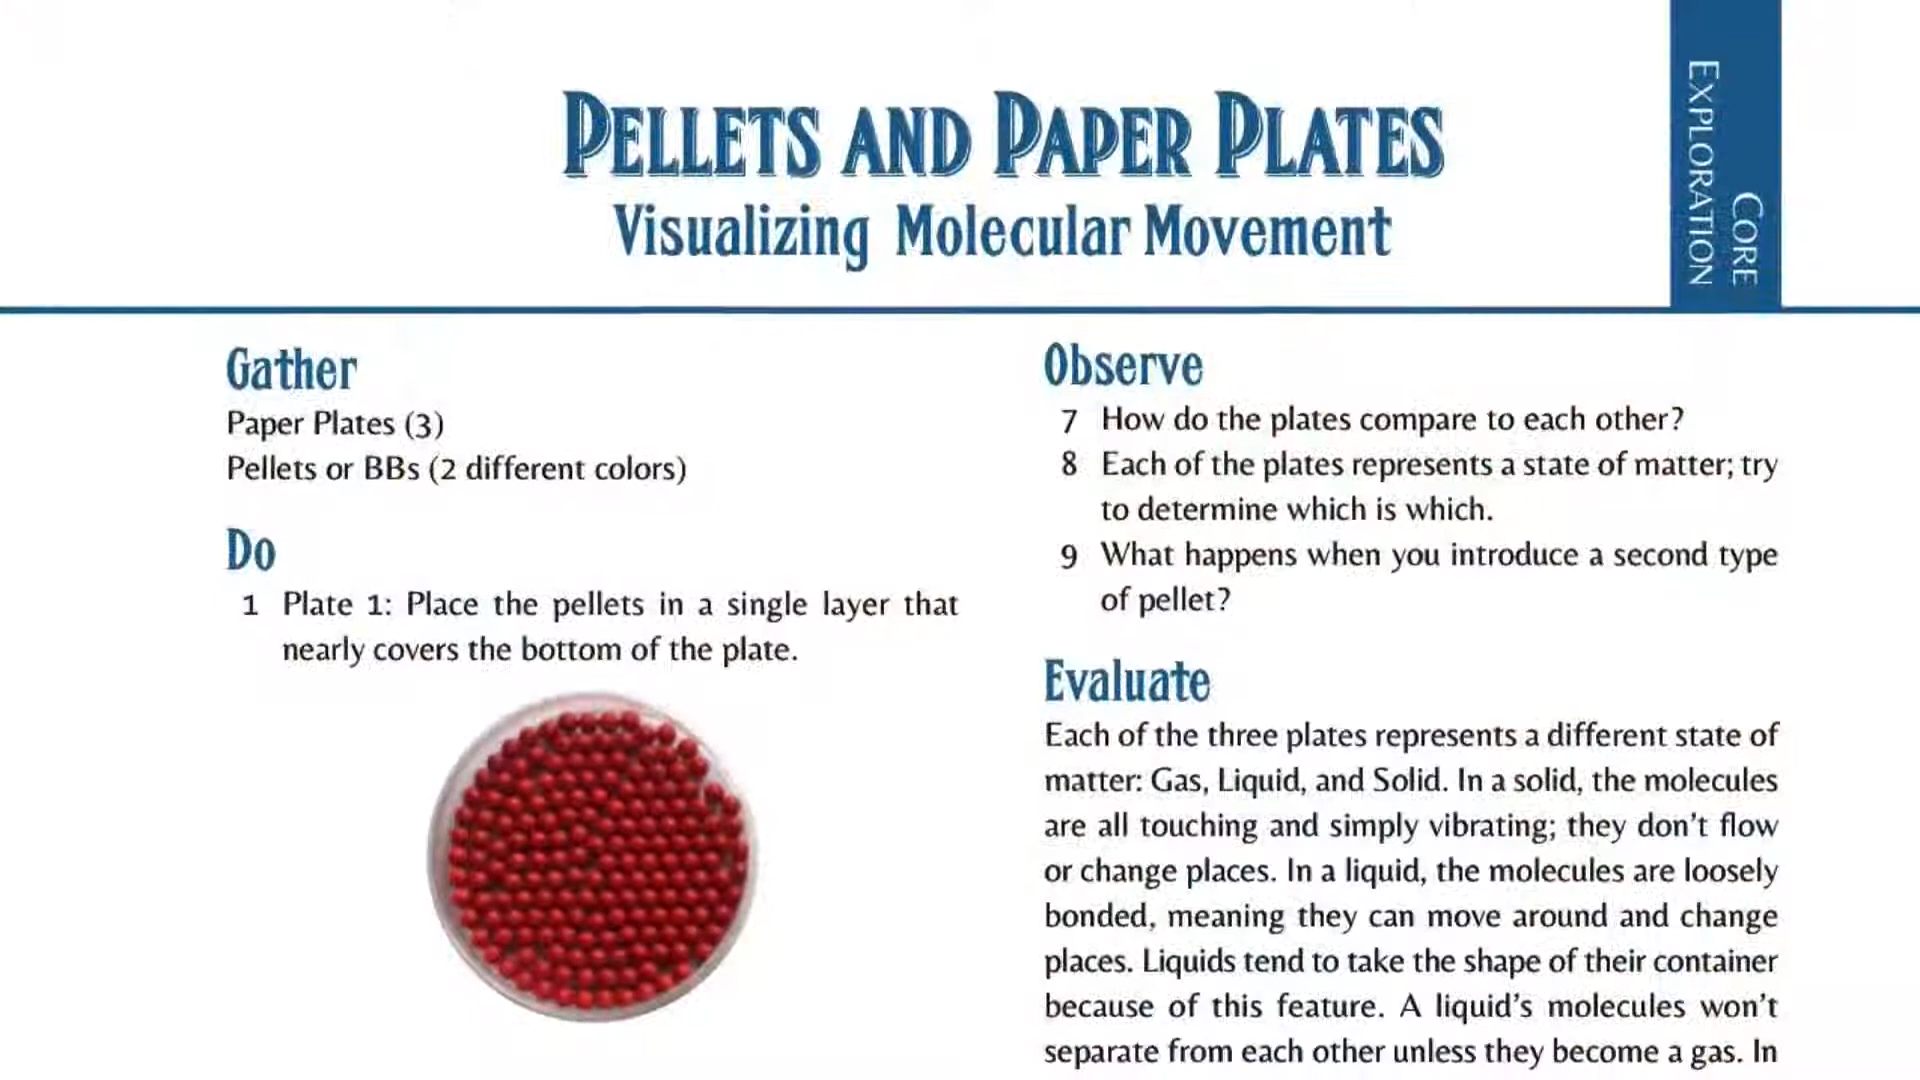 PELLETS AND PAPER PLATES
Visualizing Molecular Movement
CORE
EXPLORATION
Gather
Paper Plates (3)
Pellets or BBs (2 different colors)
Do
1 Plate 1: Place the pellets in a single layer that
nearly covers the bottom of the plate.
Observe
7 How do the plates compare to each other?
8 Each of the plates represents a state of matter; try
to determine which is which.
9 What happens when you introduce a second type
of pellet?
Evaluate
Each of the three plates represents a different state of
matter: Gas, Liquid, and Solid. In a solid, the molecules
are all touching and simply vibrating; they don't flow
or change places. In a liquid, the molecules are loosely
bonded, meaning they can move around and change
places. Liquids tend to take the shape of their container
because of this feature. A liquid's molecules won't
separate from each other unless they become a gas. In